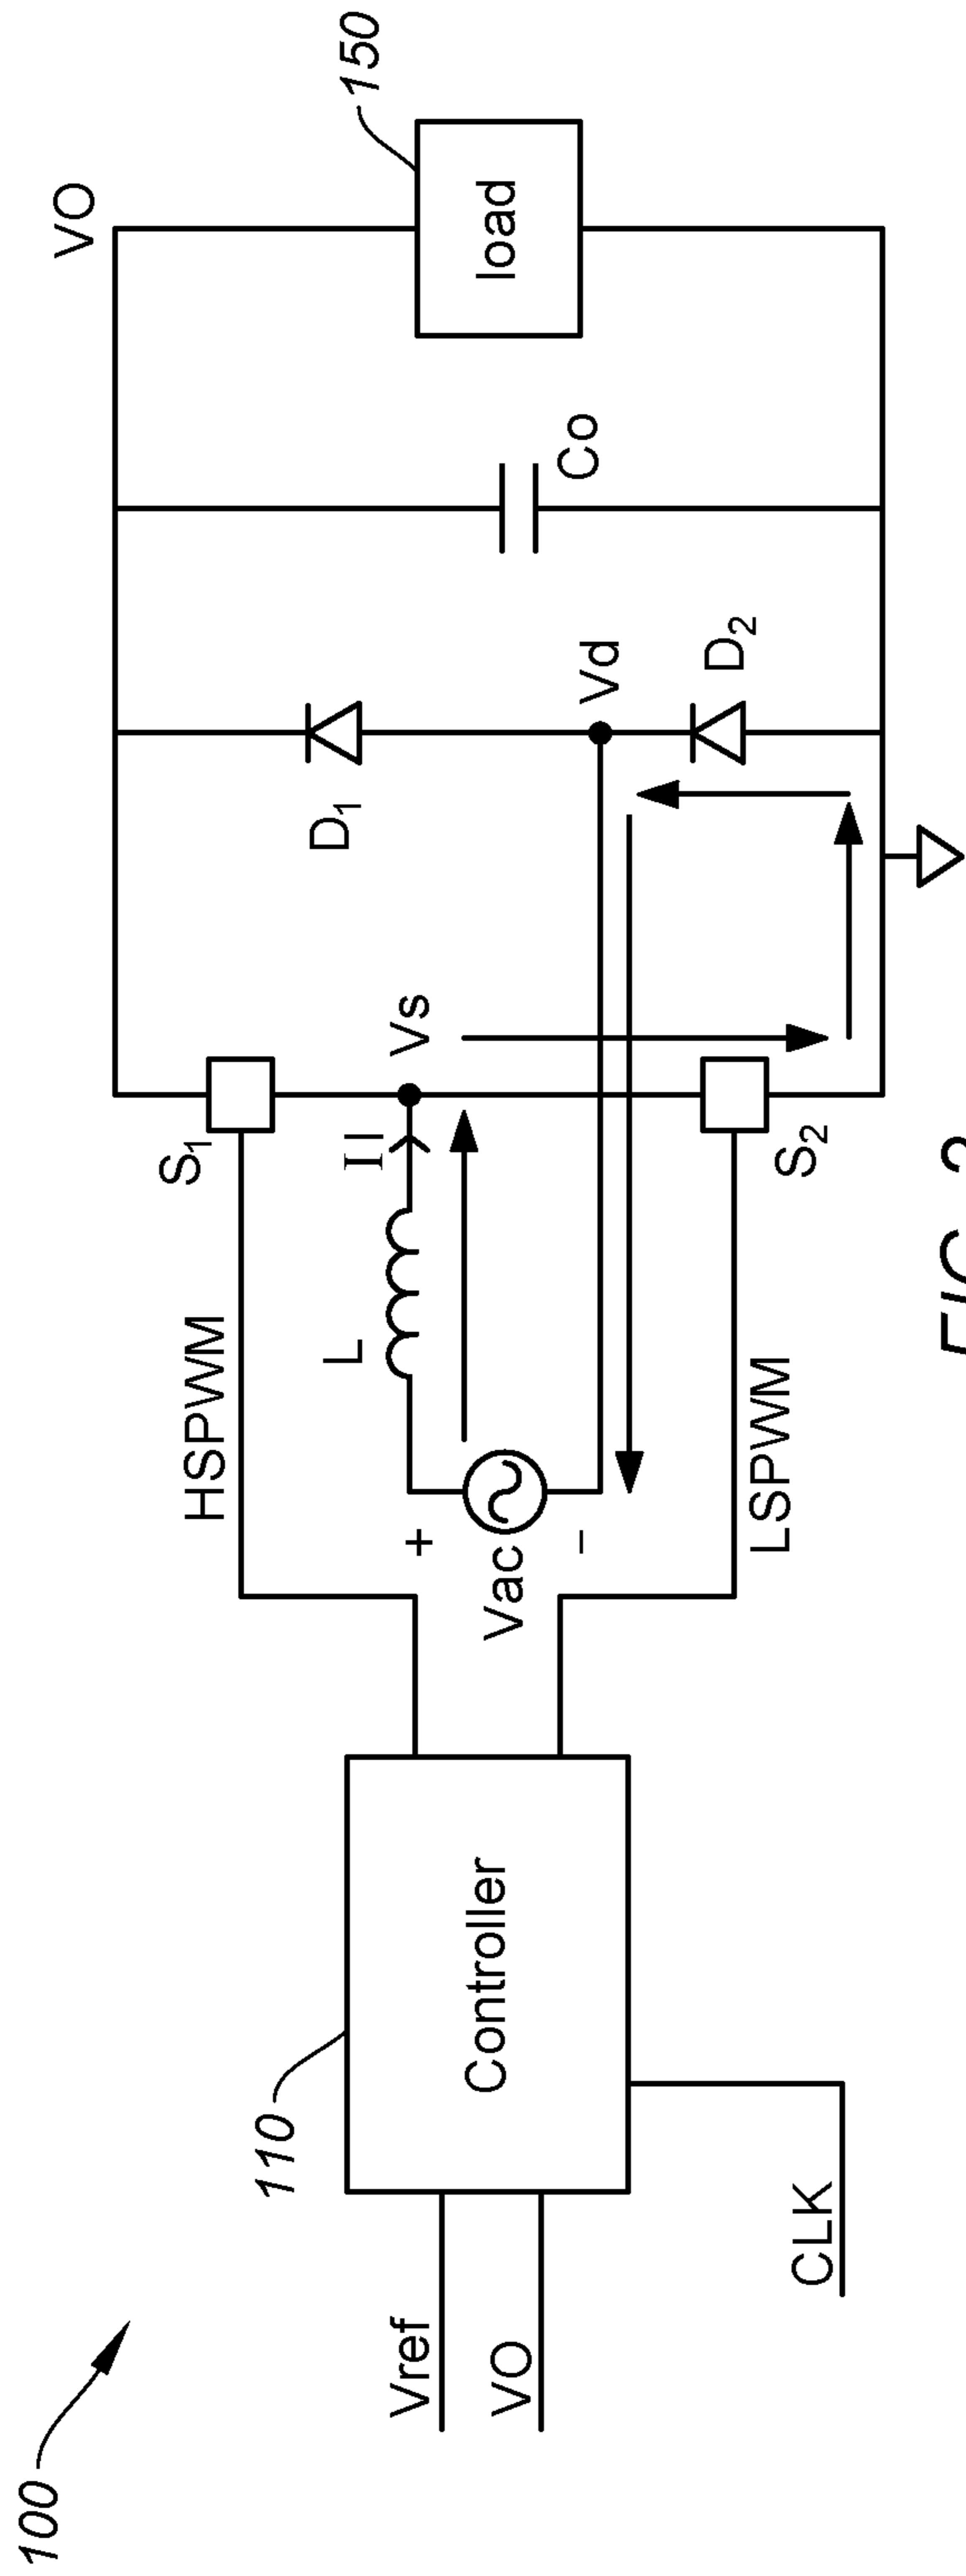 100
110
Vref
VO
CLK
Controller
HSPWM
LSPWM
Vac
+
−
L
Il
S1
S2
Vs
D1
Vd
D2
Co
VO
load
150
FIG